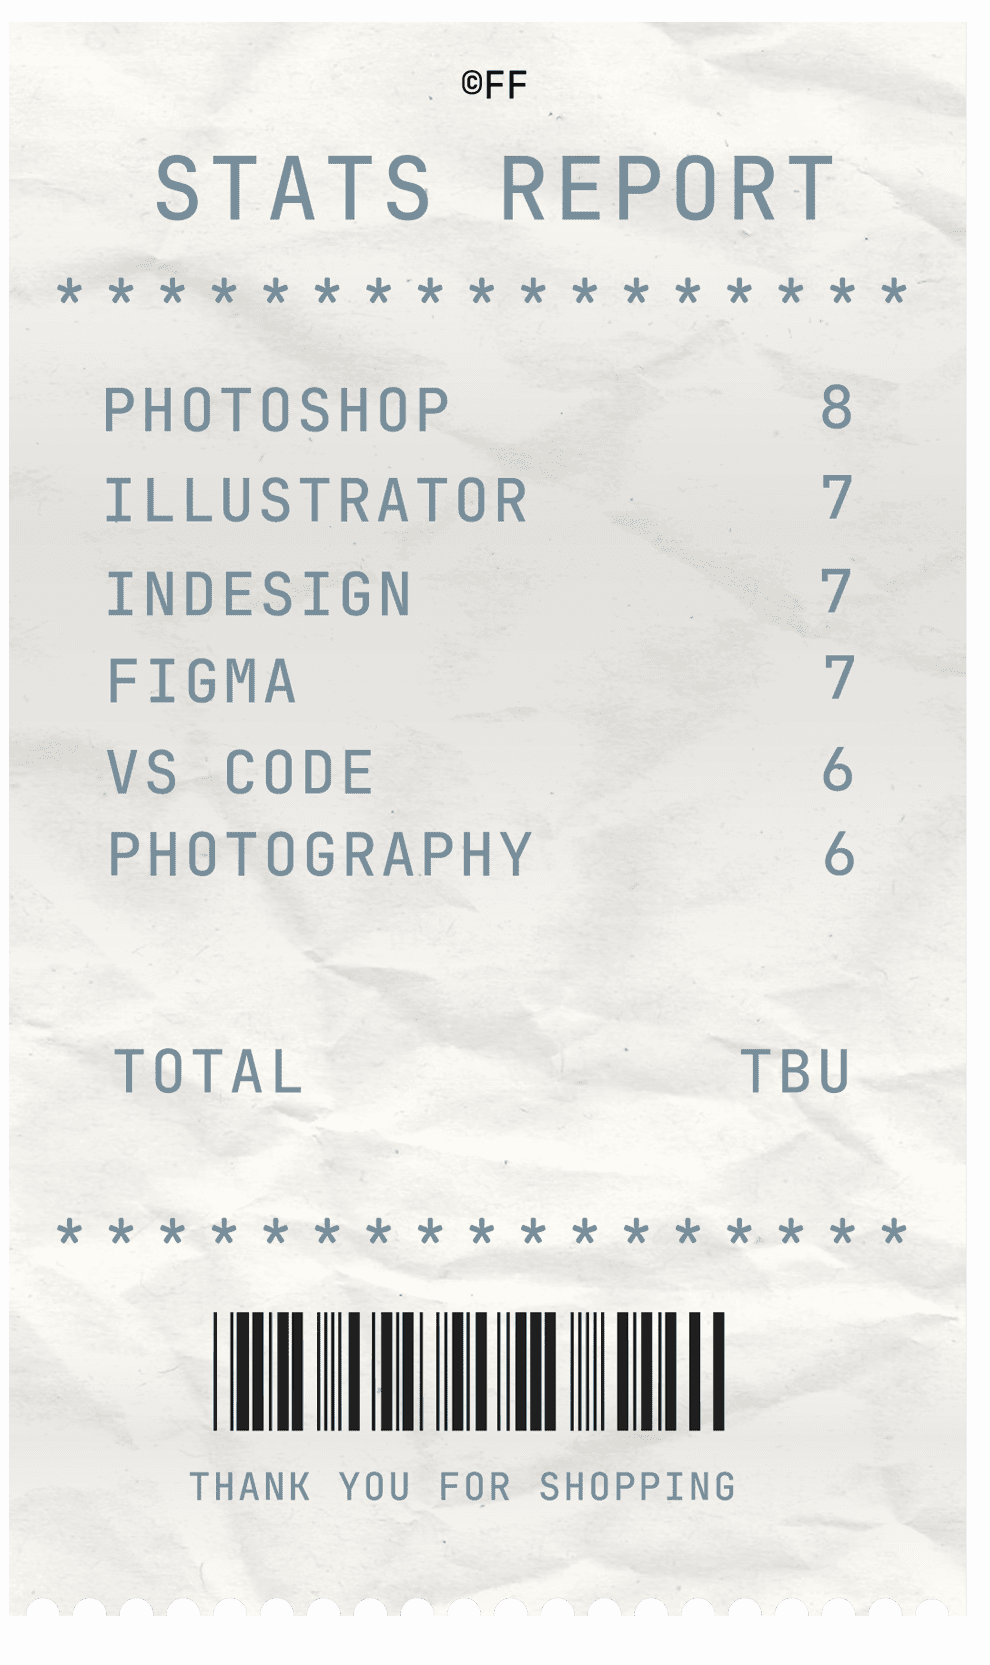 ©FF
STATS REPORT
* * * * * * * * * * * * * * * * *
PHOTOSHOP 8
ILLUSTRATOR 7
INDESIGN 7
FIGMA 7
VS CODE 6
PHOTOGRAPHY 6
TOTAL TBU
* * * * * * * * * * * * * * * * *
THANK YOU FOR SHOPPING